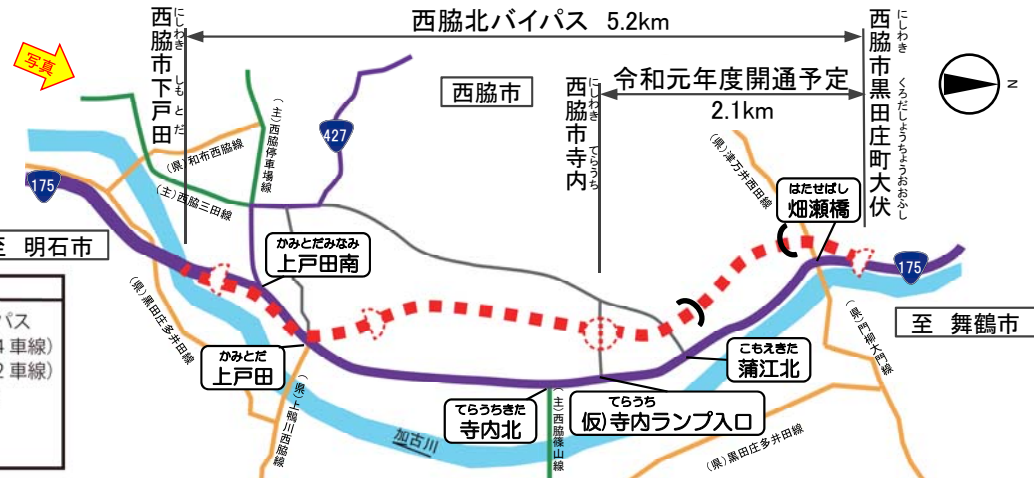 西脇北バイパス 5.2km
令和元年度開通予定
2.1km
にしわき しもとだ
西脇市下戸田
にしわき てらうち
西脇市寺内
にしわき くろだしょうちょうおおふし
西脇市黒田庄町大伏
写真
西脇市
N
427
(主)西脇停車場線
(県)和布西脇線
(主)西脇三田線
(県)津万井西田線
はたせばし
畑瀬橋
175
至 明石市
かみとだみなみ
上戸田南
175
至 舞鶴市
パス
4車線)
2車線)
(県)黒田庄多井田線
かみとだ
上戸田
(県)上鴨川西脇線
加古川
てらうちきた
寺内北
(主)西脇篠山線
てらうち
仮)寺内ランプ入口
こもえきた
蒲江北
(県)門柳大門線
(県)黒田庄多井田線